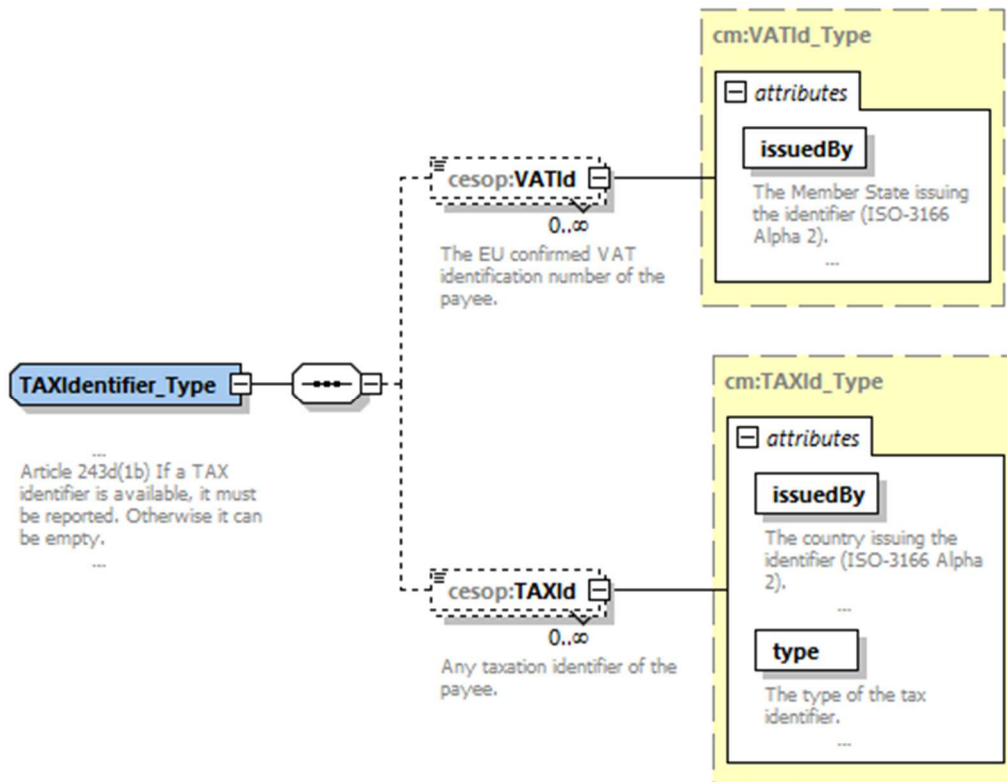 cm:VATId_Type
attributes
issuedBy
The Member State issuing
the identifier (ISO-3166
Alpha 2).
...
cesop:VATId
0..∞
The EU confirmed VAT
identification number of the
payee.
TAXIdentifier_Type
...
Article 243d(1b) If a TAX
identifier is available, it must
be reported. Otherwise it can
be empty.
...
cm:TAXId_Type
attributes
issuedBy
The country issuing the
identifier (ISO-3166 Alpha
2).
...
cesop:TAXId
0..∞
Any taxation identifier of the
payee.
type
The type of the tax
identifier.
...